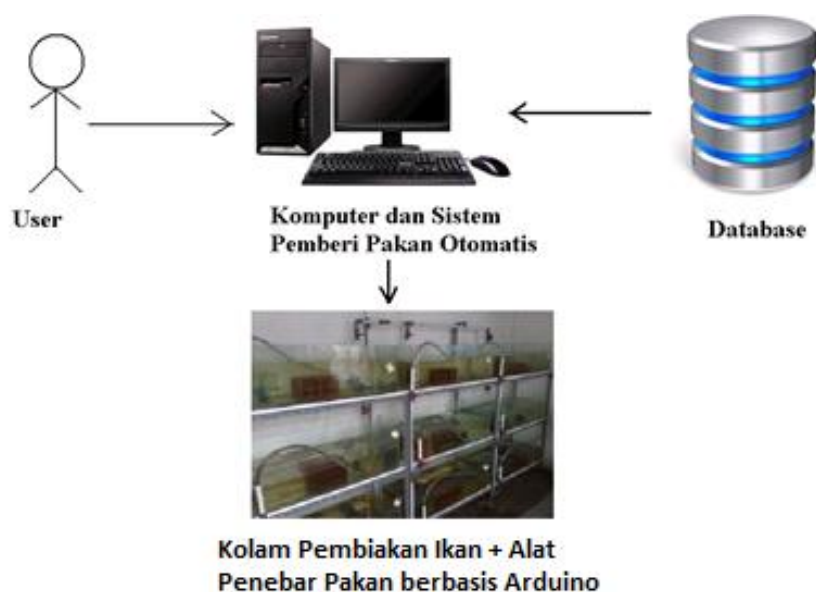 User
Komputer dan Sistem
Pemberi Pakan Otomatis
Database
Kolam Pembiakan Ikan + Alat
Penebar Pakan berbasis Arduino